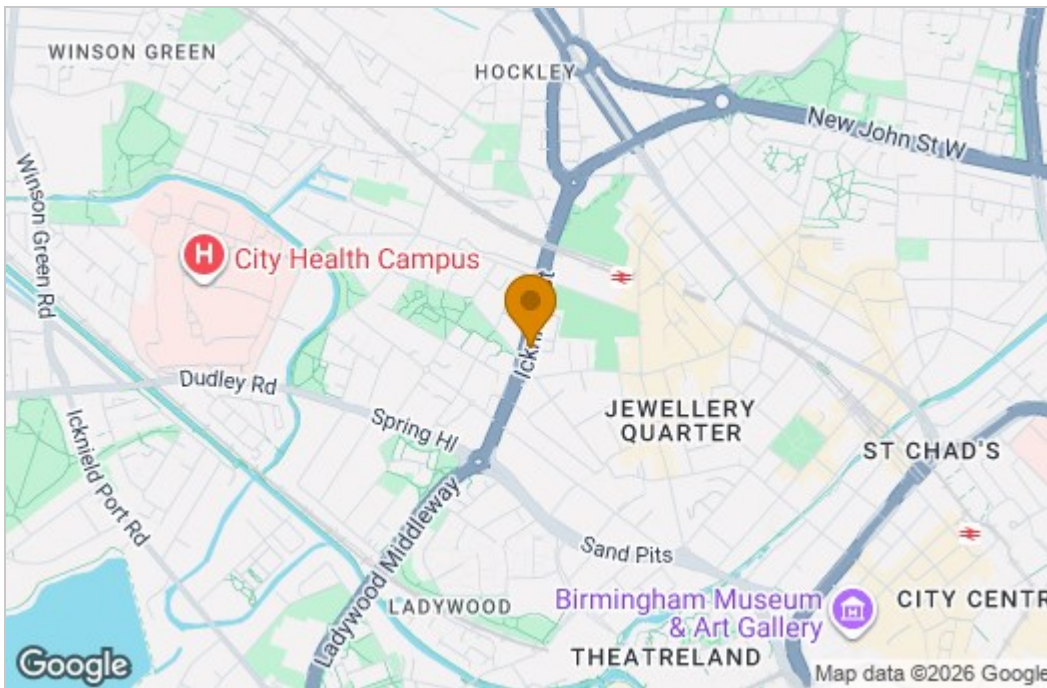 WINSON GREEN
HOCKLEY
New John St W
Winson Green Rd
H
City Health Campus
Dudley Rd
Spring Hl
JEWELLERY
QUARTER
ST CHAD'S
Icknield Port Rd
Ladywood Middleway
Sand Pits
LADYWOOD
Birmingham Museum
& Art Gallery
CITY CENTR
THEATRELAND
Google
Map data ©2026 Google